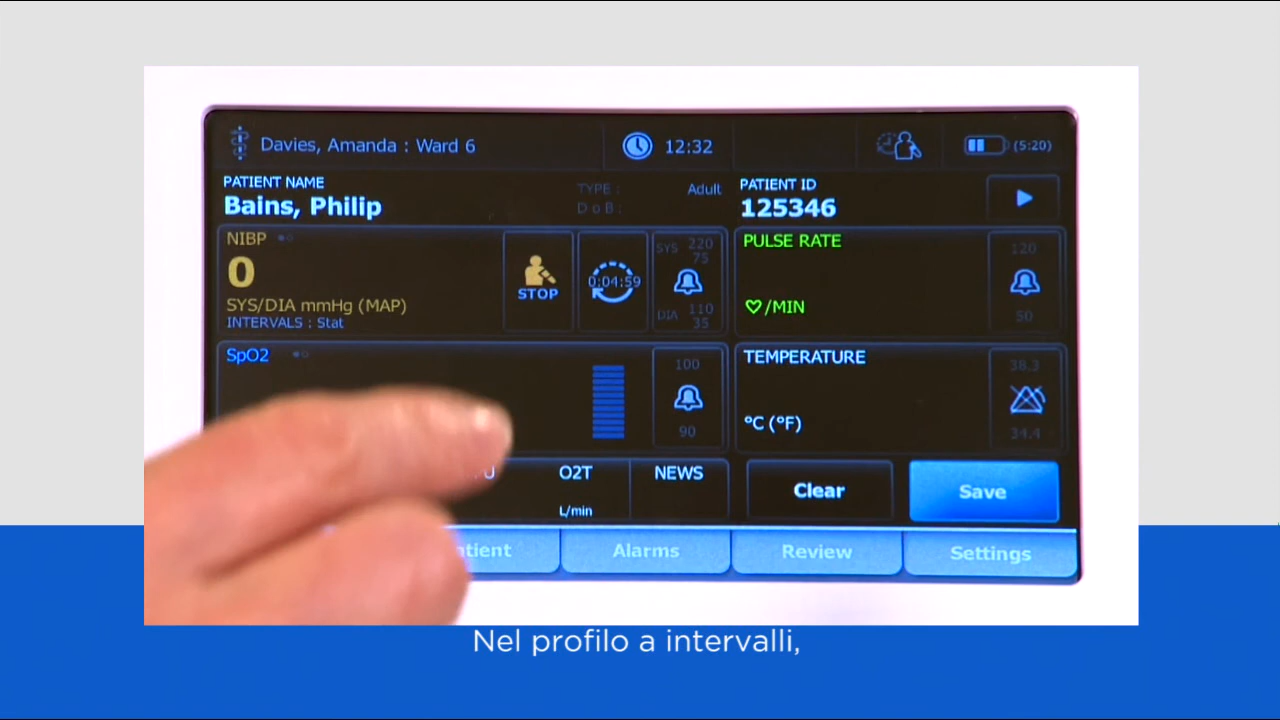 Davies, Amanda : Ward 6
12:32
(5:20)
PATIENT NAME
Bains, Philip
TYPE :
Adult
D o B :
PATIENT ID
125346
NIBP
0
SYS/DIA mmHg (MAP)
INTERVALS : Stat
STOP
0:04:59
SYS 220
75
DIA 110
35
PULSE RATE
/MIN
120
50
SpO2
100
90
TEMPERATURE
°C (°F)
38.3
34.4
O2T
L/min
NEWS
Clear
Save
Alarms
Review
Settings
Nel profilo a intervalli,